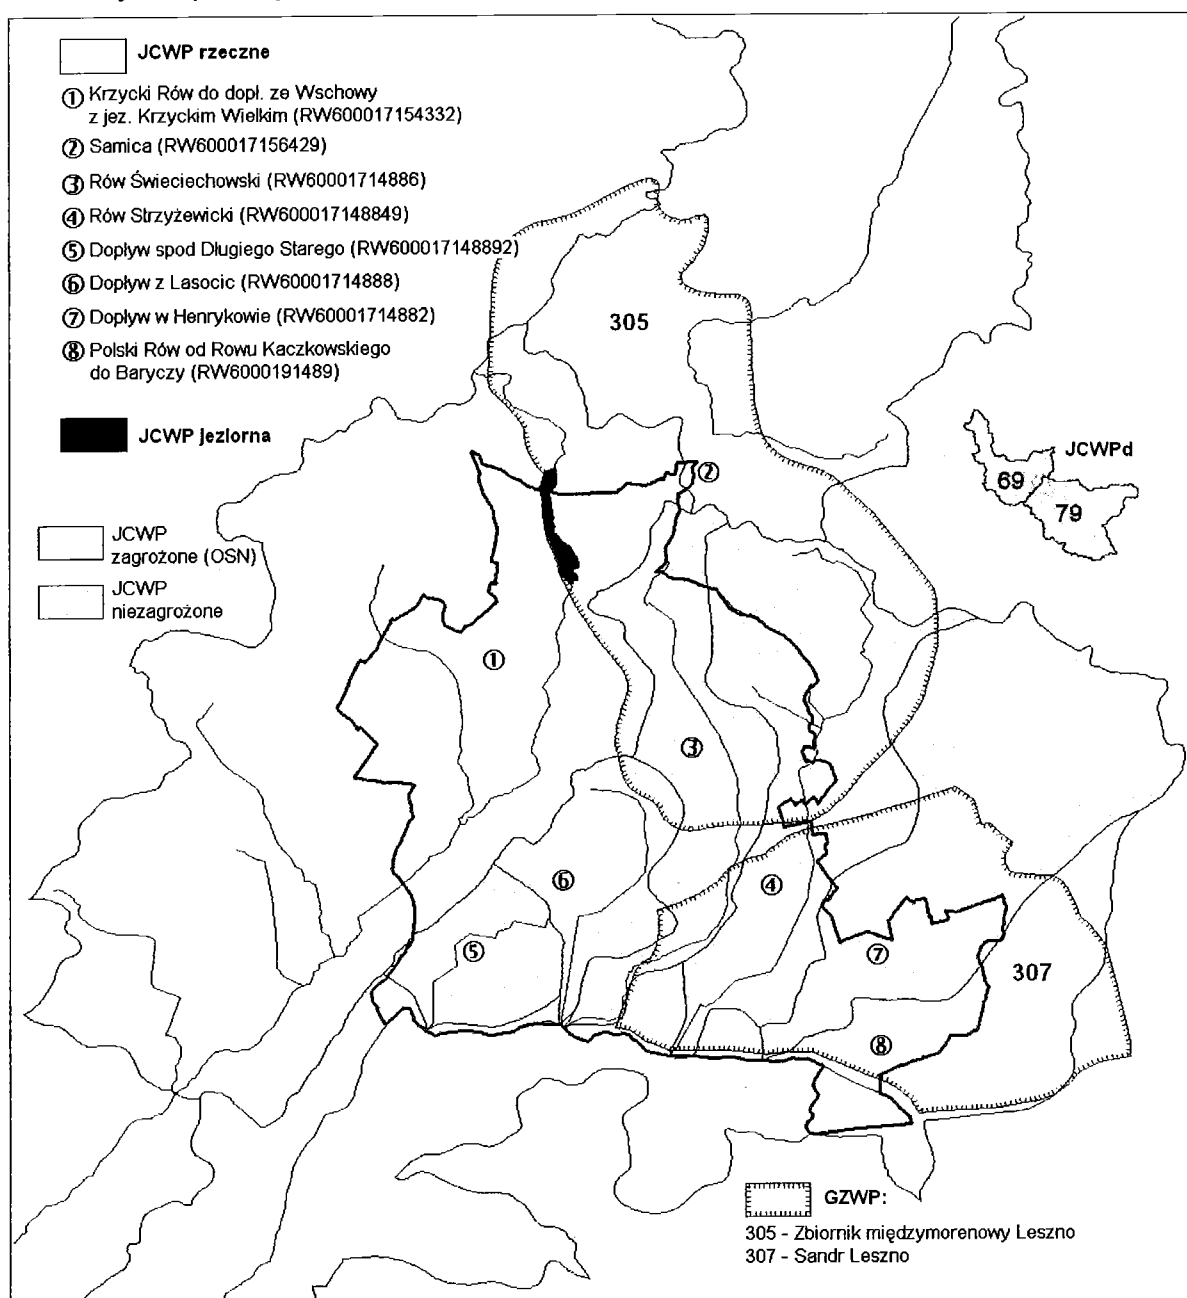 JCWP rzeczne
① Krzycki Rów do dopł. ze Wschowy
z jez. Krzyckim Wielkim (RW600017154332)
② Samica (RW600017156429)
③ Rów Święciechowski (RW60001714886)
④ Rów Strzyżewicki (RW600017148849)
⑤ Dopływ spod Długiego Starego (RW600017148892)
⑥ Dopływ z Lasocic (RW60001714888)
⑦ Dopływ w Henrykowie (RW60001714882)
⑧ Polski Rów od Rowu Kaczkowskiego
do Baryczy (RW6000191489)
JCWP jeziorna
JCWP
zagrożone (OSN)
JCWP
niezagrożone
305
②
JCWPd
69
79
①
③
⑥
④
⑤
⑦
307
⑧
GZWP:
305 - Zbiornik międzymorenowy Leszno
307 - Sandr Leszno